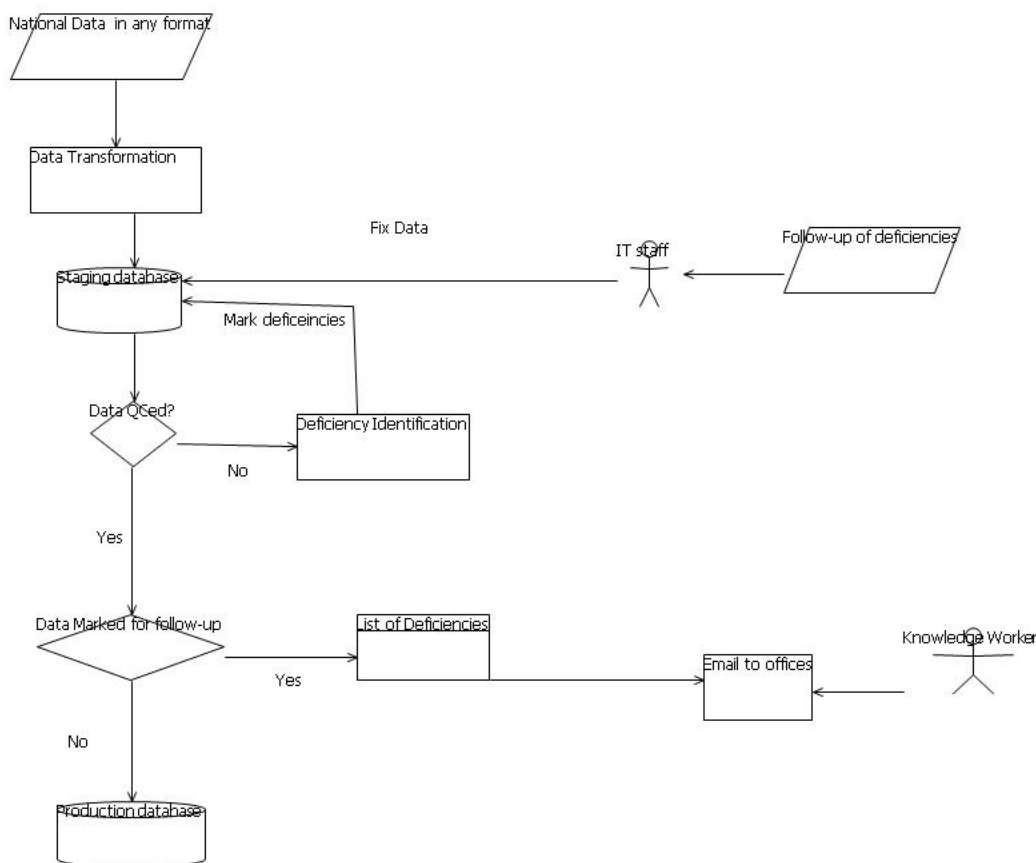 National Data  in any format
Data Transformation
Fix Data
IT staff
Follow-up of deficiencies
Staging database
Mark deficeincies
Data QCed?
Deficiency Identification
No
Yes
Data Marked for follow-up
List of Deficiencies
Knowledge Worker
Email to offices
Yes
No
Production database